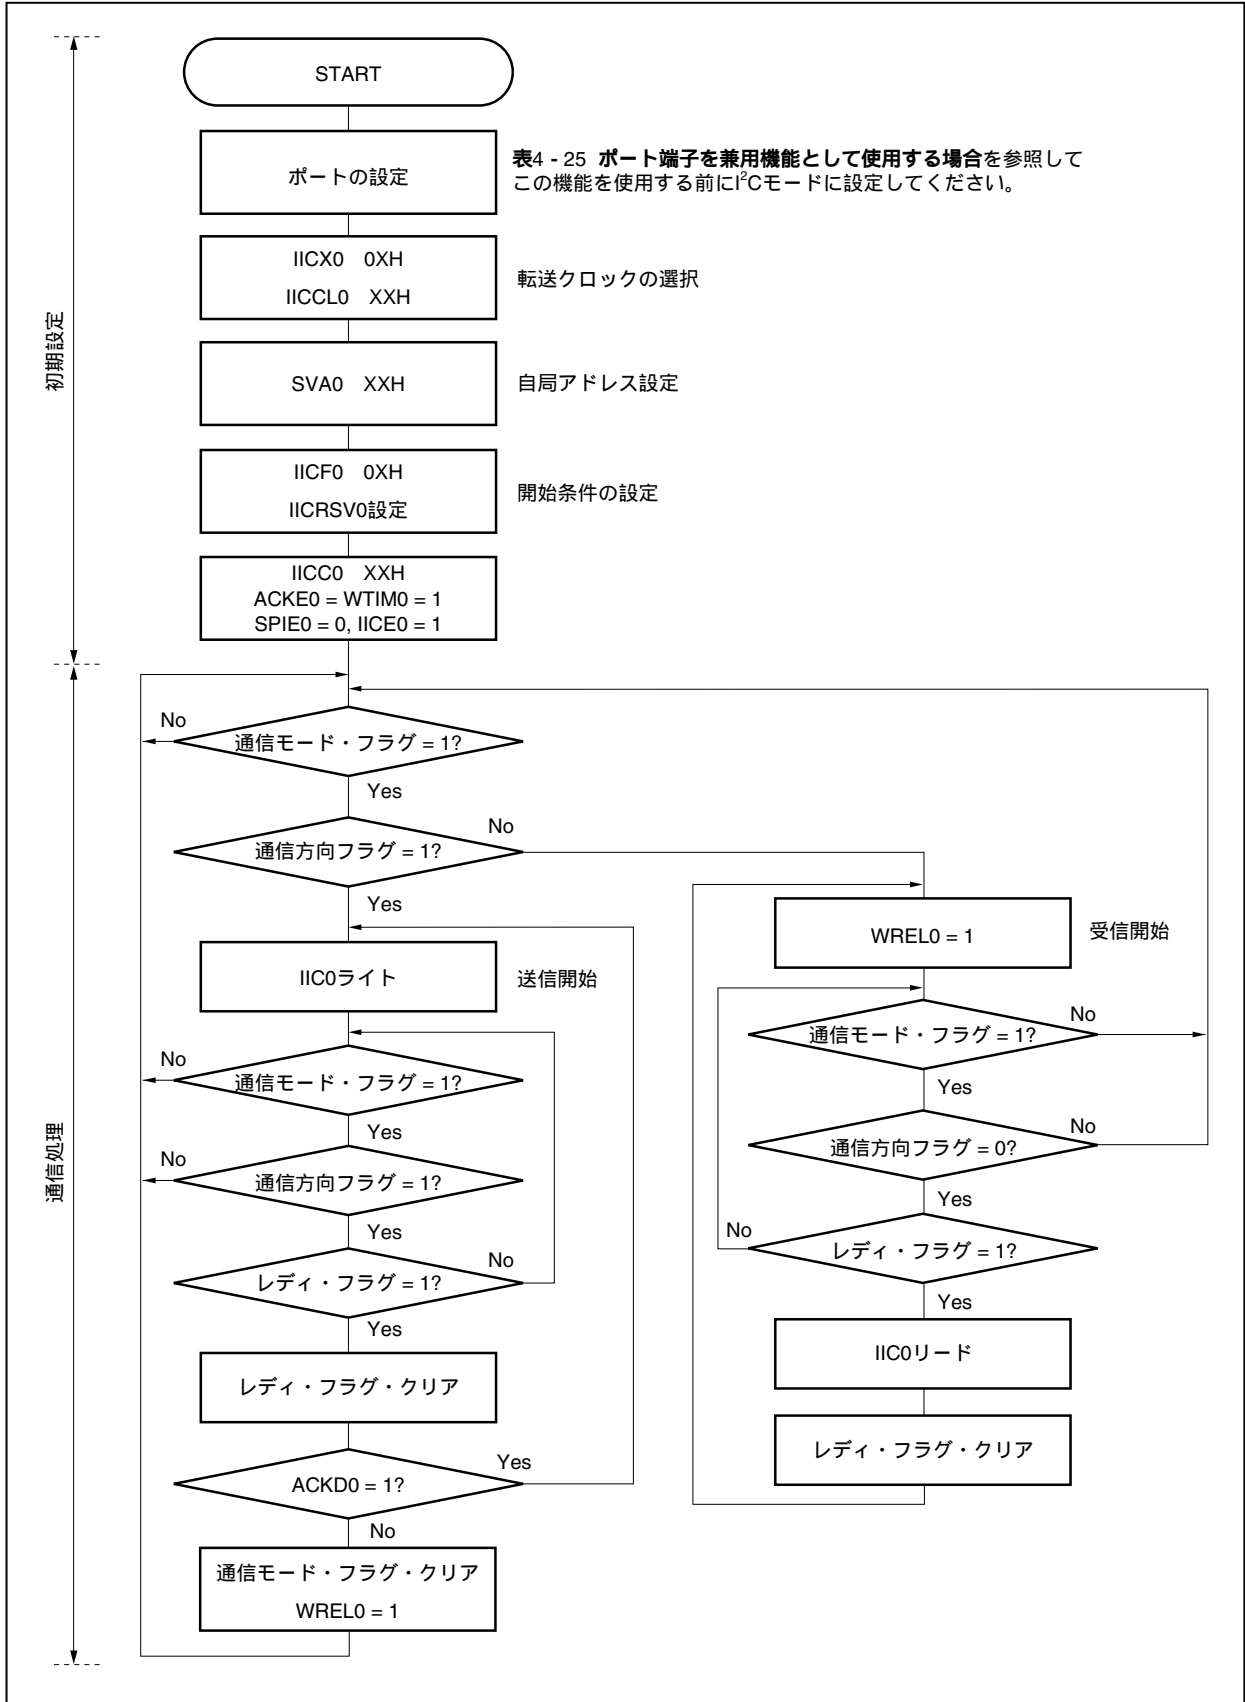 START
ポートの設定
表4 - 25 ポート端子を兼用機能として使用する場合を参照して
この機能を使用する前にI²Cモードに設定してください。
IICX0 0XH
IICCL0 XXH
転送クロックの選択
初期設定
SVA0 XXH
自局アドレス設定
IICF0 0XH
IICRSV0設定
開始条件の設定
IICC0 XXH
ACKE0 = WTIM0 = 1
SPIE0 = 0, IICE0 = 1
No
通信モード・フラグ = 1?
Yes
通信方向フラグ = 1?
No
Yes
IIC0ライト
送信開始
No
通信モード・フラグ = 1?
Yes
No
通信方向フラグ = 1?
Yes
レディ・フラグ = 1?
No
Yes
レディ・フラグ・クリア
ACKD0 = 1?
Yes
No
通信モード・フラグ・クリア
WREL0 = 1
通信処理
WREL0 = 1
受信開始
通信モード・フラグ = 1?
No
Yes
通信方向フラグ = 0?
No
Yes
No
レディ・フラグ = 1?
Yes
IIC0リード
レディ・フラグ・クリア